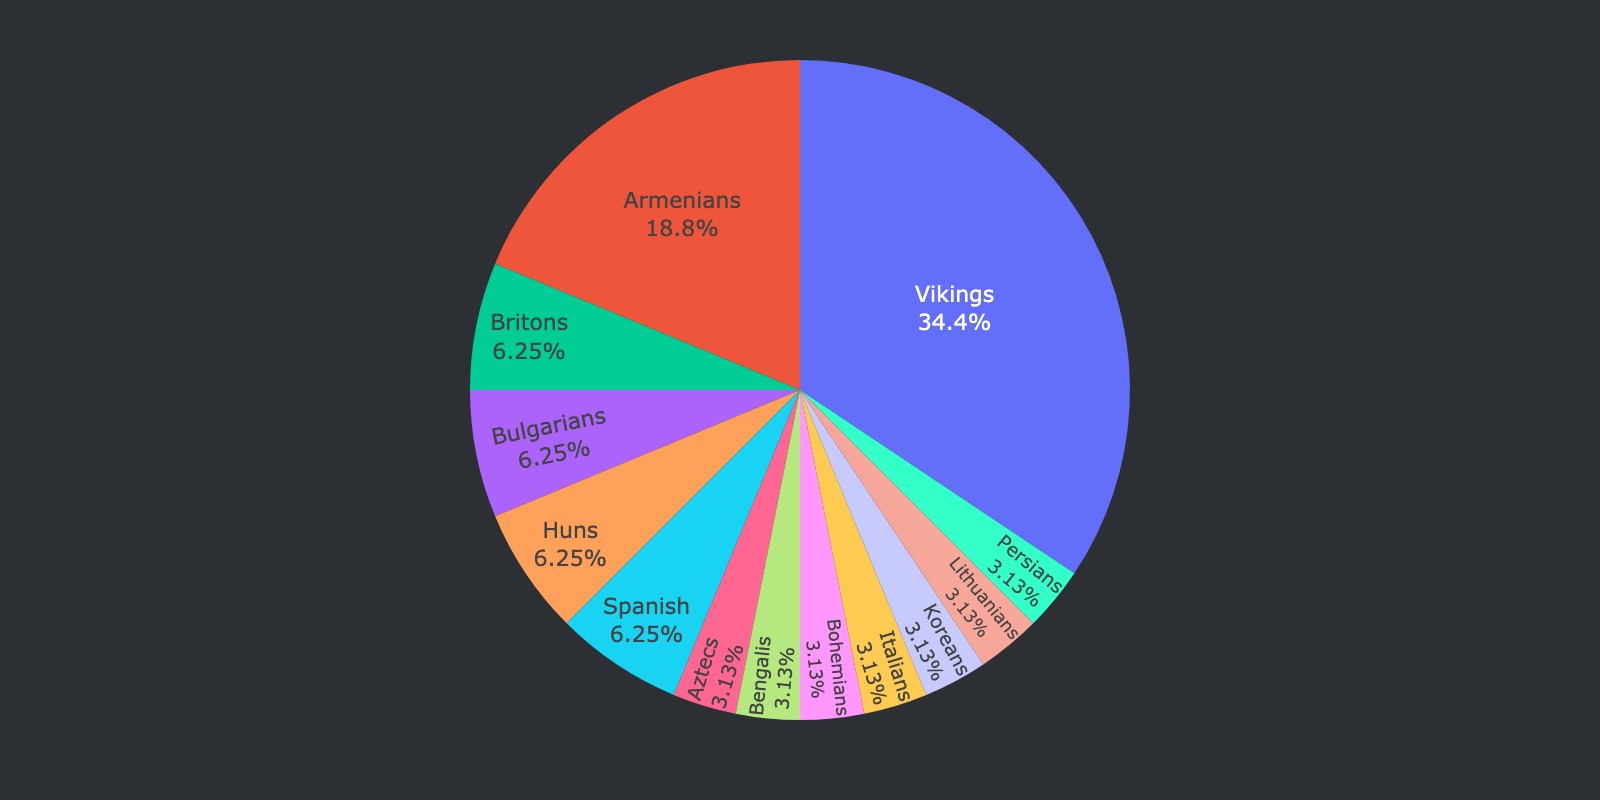 Vikings
34.4%
Armenians
18.8%
Britons
6.25%
Bulgarians
6.25%
Huns
6.25%
Spanish
6.25%
Aztecs
3.13%
Bengalis
3.13%
Bohemians
3.13%
Italians
3.13%
Koreans
3.13%
Lithuanians
3.13%
Persians
3.13%